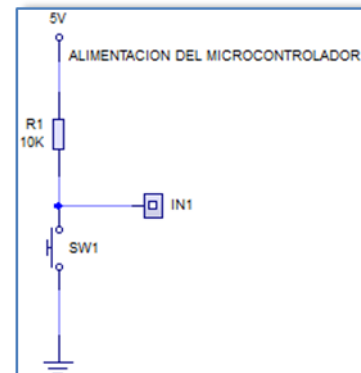 5V
ALIMENTACION DEL MICROCONTROLADOR
R1
10K
IN1
SW1